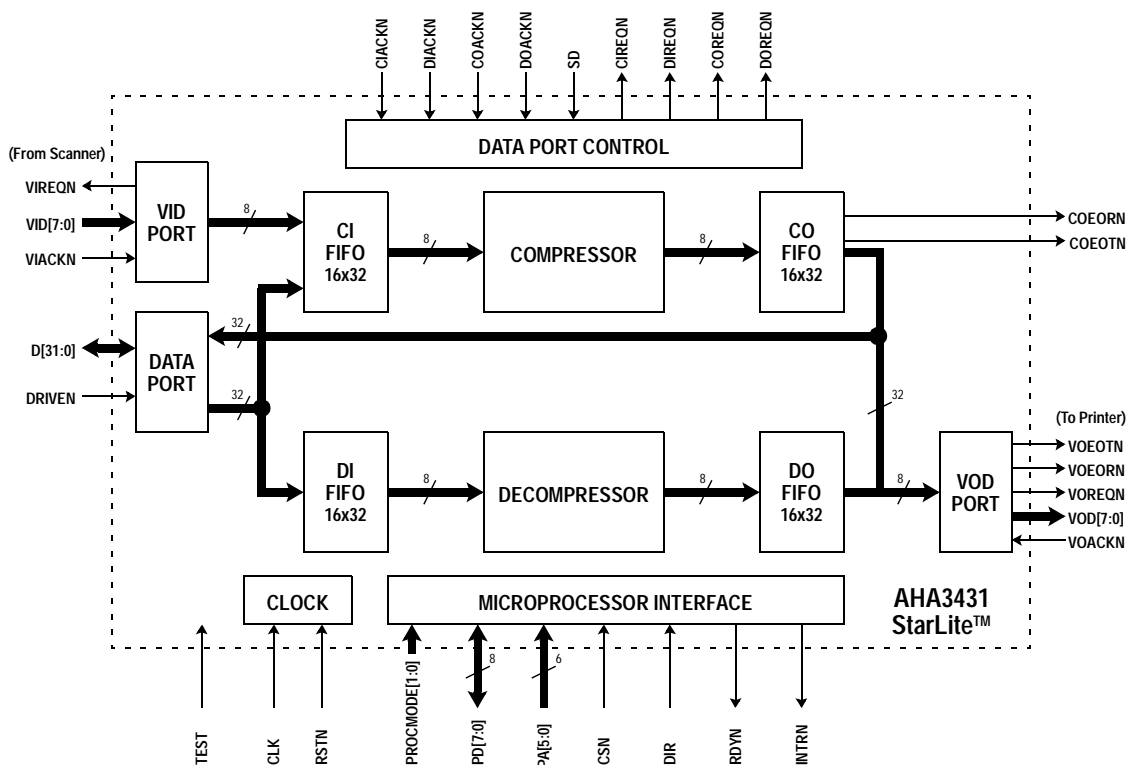 CIACKN
DIACKN
COACKN
DOACKN
SD
CIREQN
DIREQN
COREQN
DOREQN
DATA PORT CONTROL
(From Scanner)
VIREQN
VID[7:0]
VIACKN
VID
PORT
8
CI
FIFO
16x32
8
COMPRESSOR
8
CO
FIFO
16x32
COEORN
COEOTN
D[31:0]
DRIVEN
DATA
PORT
32
32
32
DI
FIFO
16x32
8
DECOMPRESSOR
8
DO
FIFO
16x32
8
VOD
PORT
(To Printer)
VOEOTN
VOEORN
VOREQN
VOD[7:0]
VOACKN
CLOCK
MICROPROCESSOR INTERFACE
AHA3431
StarLite™
TEST
CLK
RSTN
PROCMODE[1:0]
8
PD[7:0]
6
PA[5:0]
CSN
DIR
RDYN
INTRN